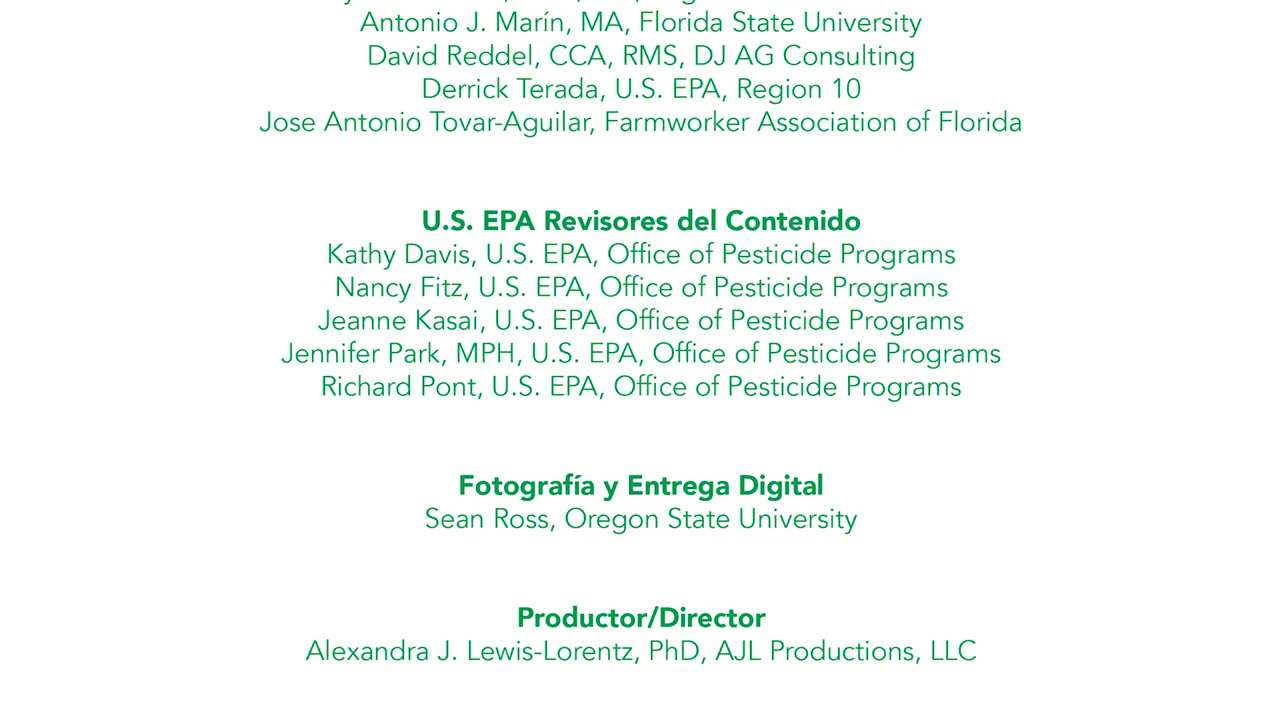 Antonio J. Marín, MA, Florida State University
David Reddel, CCA, RMS, DJ AG Consulting
Derrick Terada, U.S. EPA, Region 10
Jose Antonio Tovar-Aguilar, Farmworker Association of Florida
U.S. EPA Revisores del Contenido
Kathy Davis, U.S. EPA, Office of Pesticide Programs
Nancy Fitz, U.S. EPA, Office of Pesticide Programs
Jeanne Kasai, U.S. EPA, Office of Pesticide Programs
Jennifer Park, MPH, U.S. EPA, Office of Pesticide Programs
Richard Pont, U.S. EPA, Office of Pesticide Programs
Fotografía y Entrega Digital
Sean Ross, Oregon State University
Productor/Director
Alexandra J. Lewis-Lorentz, PhD, AJL Productions, LLC